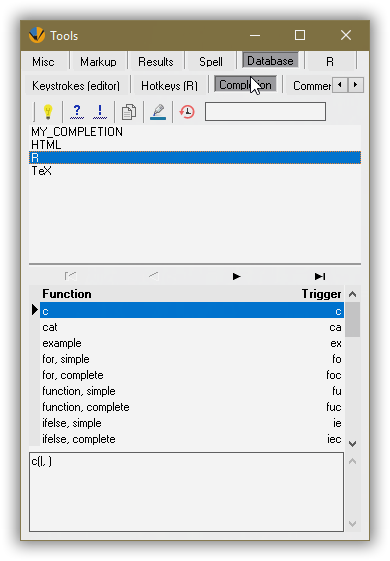 Tools
Misc Markup Results Spell Database R
Keystrokes (editor) Hotkeys (R) Completion Commer
MY_COMPLETION
HTML
R
TeX
Function Trigger
c c
cat ca
example ex
for, simple fo
for, complete foc
function, simple fu
function, complete fuc
ifelse, simple ie
ifelse, complete iec
c(|, )